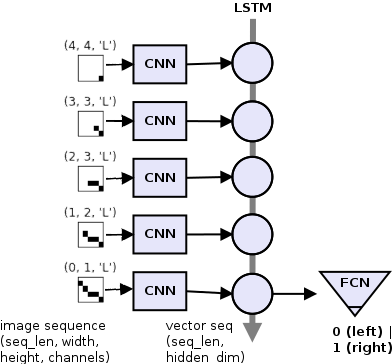 LSTM
(4, 4, 'L')
CNN
(3, 3, 'L')
CNN
(2, 3, 'L')
CNN
(1, 2, 'L')
CNN
(0, 1, 'L')
CNN
FCN
image sequence
(seq_len, width,
height, channels)
vector seq
(seq_len,
hidden_dim)
0 (left) |
1 (right)